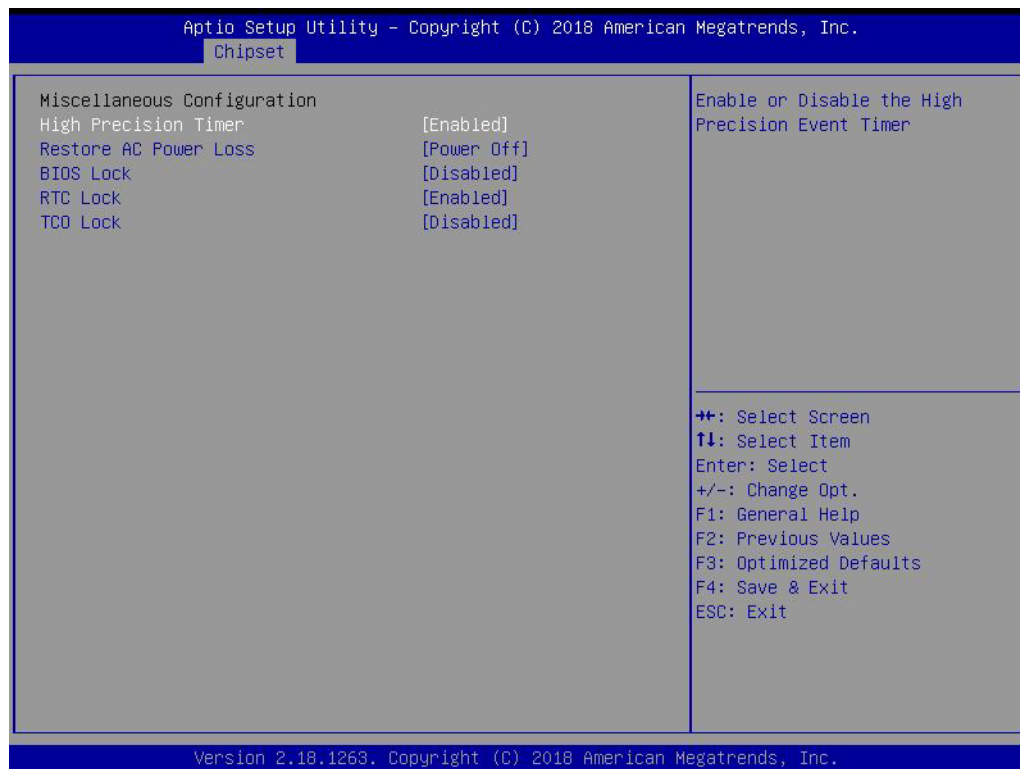 Aptio Setup Utility – Copyright (C) 2018 American Megatrends, Inc.
Chipset
Miscellaneous Configuration
High Precision Timer [Enabled]
Restore AC Power Loss [Power Off]
BIOS Lock [Disabled]
RTC Lock [Enabled]
TCO Lock [Disabled]
Enable or Disable the High
Precision Event Timer
→←: Select Screen
↑↓: Select Item
Enter: Select
+/-: Change Opt.
F1: General Help
F2: Previous Values
F3: Optimized Defaults
F4: Save & Exit
ESC: Exit
Version 2.18.1263. Copyright (C) 2018 American Megatrends, Inc.